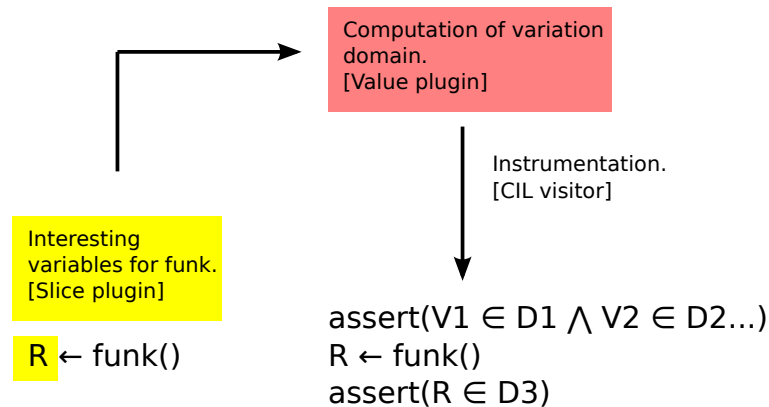 Computation of variation
domain.
[Value plugin]
Instrumentation.
[CIL visitor]
Interesting
variables for funk.
[Slice plugin]
R ← funk()
assert(V1 ∈ D1 ⋀ V2 ∈ D2...)
R ← funk()
assert(R ∈ D3)